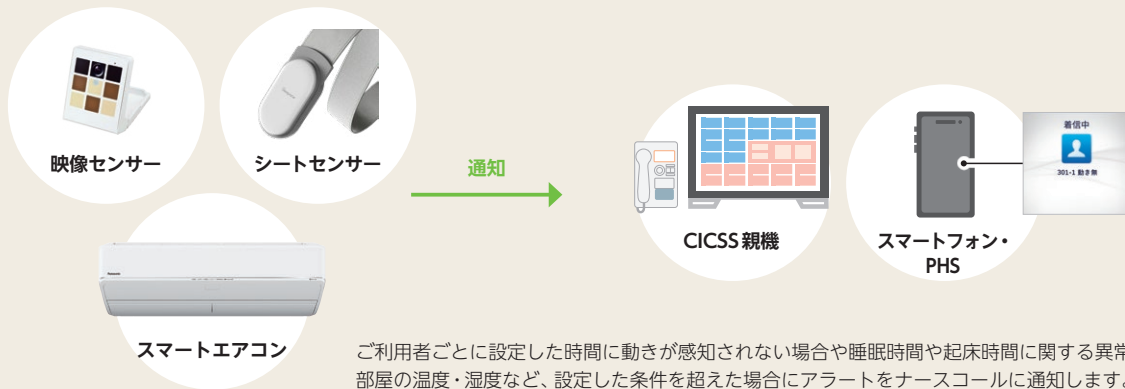 映像センサー
シートセンサー
通知
着信中
301-1 動き無
CICSS親機
スマートフォン・
PHS
Panasonic
スマートエアコン
ご利用者ごとに設定した時間に動きが感知されない場合や睡眠時間や起床時間に関する異常
部屋の温度・湿度など、設定した条件を超えた場合にアラートをナースコールに通知します。